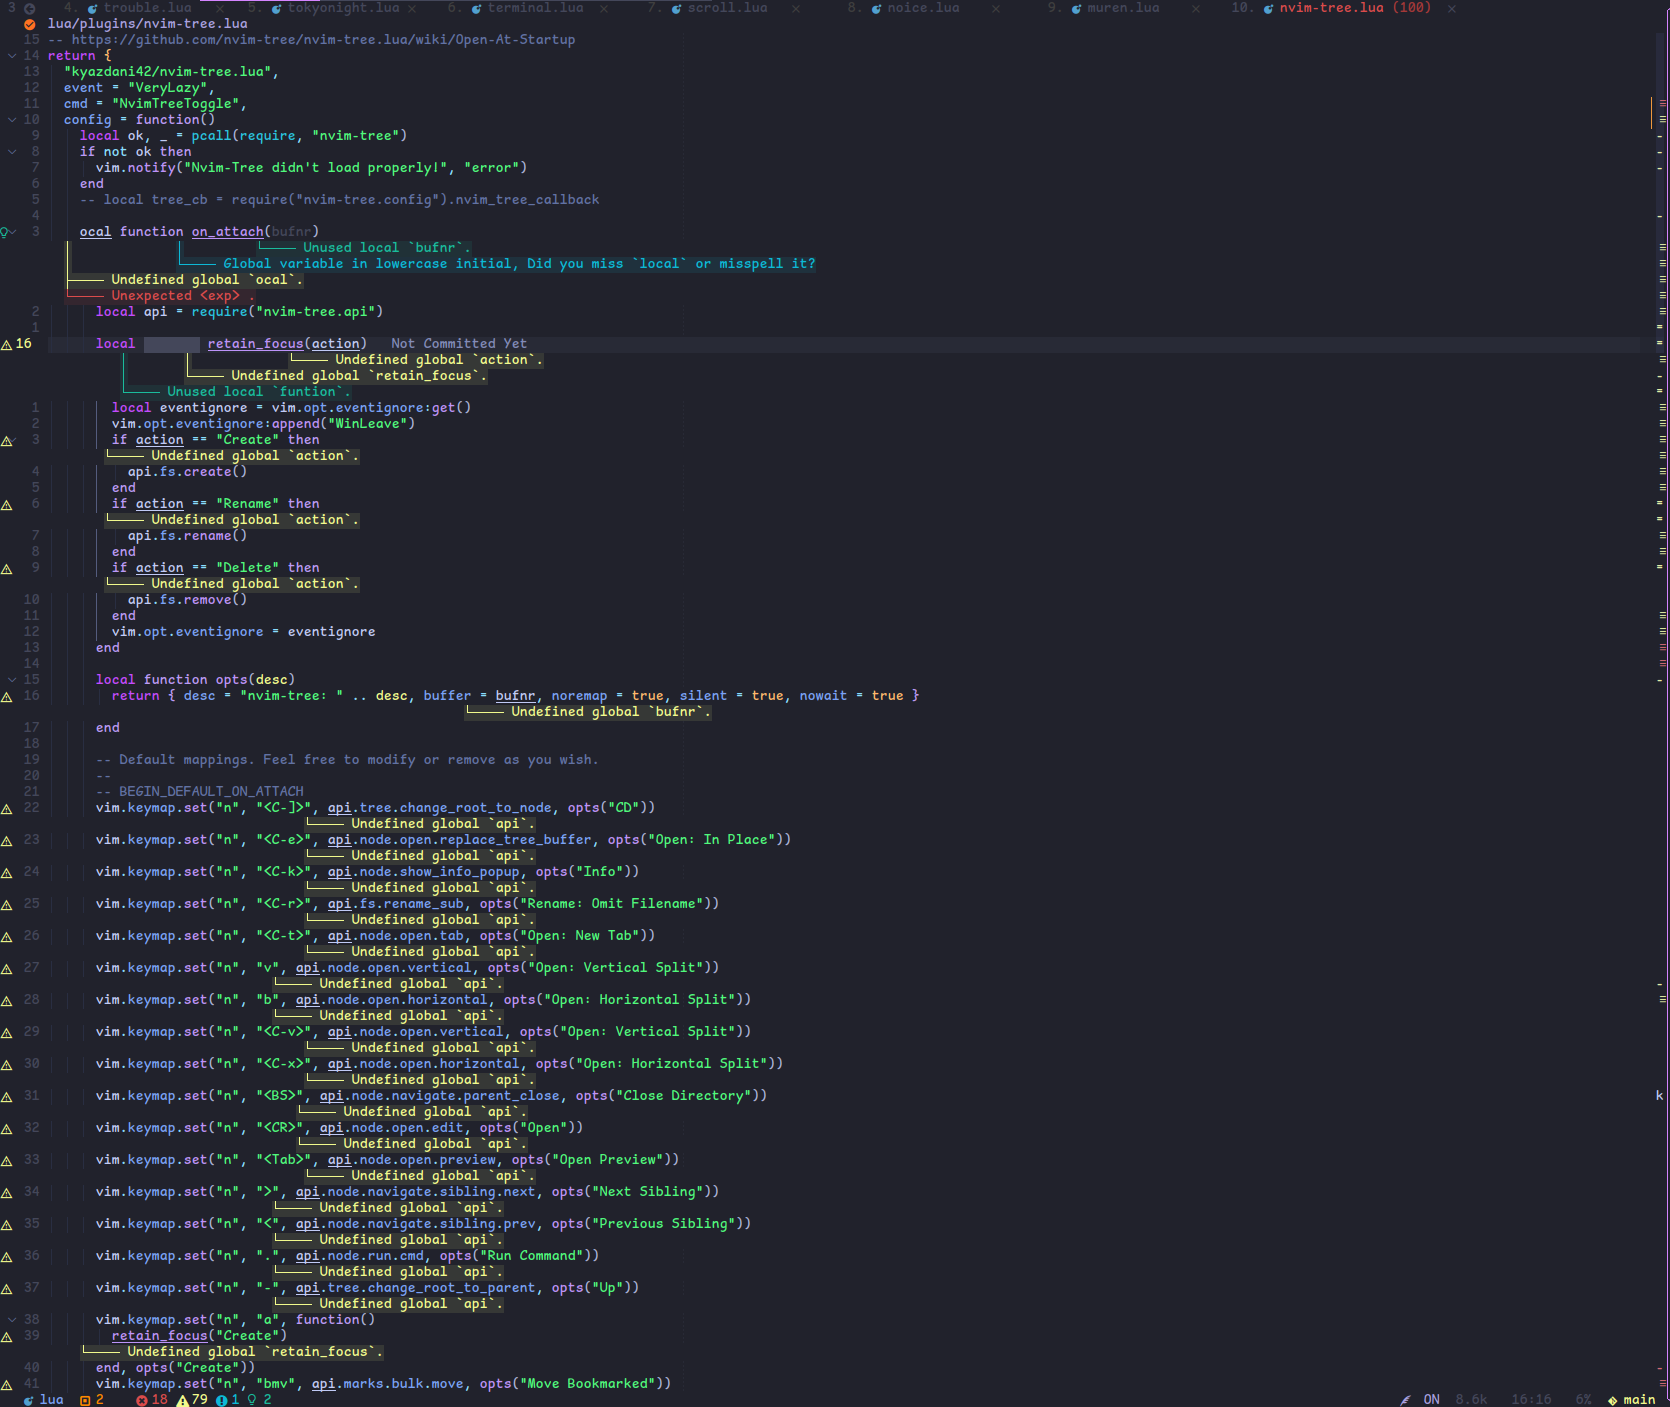 3 4. trouble.lua 5. tokyonight.lua 6. terminal.lua 7. scroll.lua 8. noice.lua 9. muren.lua 10. nvim-tree.lua (100)
lua/plugins/nvim-tree.lua
15 -- https://github.com/nvim-tree/nvim-tree.lua/wiki/Open-At-Startup
14 return {
13 "kyazdani42/nvim-tree.lua",
12 event = "VeryLazy",
11 cmd = "NvimTreeToggle",
10 config = function()
9 local ok, _ = pcall(require, "nvim-tree")
8 if not ok then
7 vim.notify("Nvim-Tree didn't load properly!", "error")
6 end
5 -- local tree_cb = require("nvim-tree.config").nvim_tree_callback
4
3 ocal function on_attach(bufnr)
Unused local `bufnr`.
Global variable in lowercase initial, Did you miss `local` or misspell it?
Undefined global `ocal`.
Unexpected <exp> .
2 local api = require("nvim-tree.api")
1
16 local retain_focus(action) Not Committed Yet
Undefined global `action`.
Undefined global `retain_focus`.
Unused local `funtion`.
1 local eventignore = vim.opt.eventignore:get()
2 vim.opt.eventignore:append("WinLeave")
3 if action == "Create" then
Undefined global `action`.
4 api.fs.create()
5 end
6 if action == "Rename" then
Undefined global `action`.
7 api.fs.rename()
8 end
9 if action == "Delete" then
Undefined global `action`.
10 api.fs.remove()
11 end
12 vim.opt.eventignore = eventignore
13 end
14
15 local function opts(desc)
16 return { desc = "nvim-tree: " .. desc, buffer = bufnr, noremap = true, silent = true, nowait = true }
Undefined global `bufnr`.
17 end
18
19 -- Default mappings. Feel free to modify or remove as you wish.
20 --
21 -- BEGIN_DEFAULT_ON_ATTACH
22 vim.keymap.set("n", "<C-]>", api.tree.change_root_to_node, opts("CD"))
Undefined global `api`.
23 vim.keymap.set("n", "<C-e>", api.node.open.replace_tree_buffer, opts("Open: In Place"))
Undefined global `api`.
24 vim.keymap.set("n", "<C-k>", api.node.show_info_popup, opts("Info"))
Undefined global `api`.
25 vim.keymap.set("n", "<C-r>", api.fs.rename_sub, opts("Rename: Omit Filename"))
Undefined global `api`.
26 vim.keymap.set("n", "<C-t>", api.node.open.tab, opts("Open: New Tab"))
Undefined global `api`.
27 vim.keymap.set("n", "v", api.node.open.vertical, opts("Open: Vertical Split"))
Undefined global `api`.
28 vim.keymap.set("n", "b", api.node.open.horizontal, opts("Open: Horizontal Split"))
Undefined global `api`.
29 vim.keymap.set("n", "<C-v>", api.node.open.vertical, opts("Open: Vertical Split"))
Undefined global `api`.
30 vim.keymap.set("n", "<C-x>", api.node.open.horizontal, opts("Open: Horizontal Split"))
Undefined global `api`.
31 vim.keymap.set("n", "<BS>", api.node.navigate.parent_close, opts("Close Directory")) k
Undefined global `api`.
32 vim.keymap.set("n", "<CR>", api.node.open.edit, opts("Open"))
Undefined global `api`.
33 vim.keymap.set("n", "<Tab>", api.node.open.preview, opts("Open Preview"))
Undefined global `api`.
34 vim.keymap.set("n", ">", api.node.navigate.sibling.next, opts("Next Sibling"))
Undefined global `api`.
35 vim.keymap.set("n", "<", api.node.navigate.sibling.prev, opts("Previous Sibling"))
Undefined global `api`.
36 vim.keymap.set("n", ".", api.node.run.cmd, opts("Run Command"))
Undefined global `api`.
37 vim.keymap.set("n", "-", api.tree.change_root_to_parent, opts("Up"))
Undefined global `api`.
38 vim.keymap.set("n", "a", function()
39 retain_focus("Create")
Undefined global `retain_focus`.
40 end, opts("Create"))
41 vim.keymap.set("n", "bmv", api.marks.bulk.move, opts("Move Bookmarked"))
lua 2 18 79 1 2 ON 8.6k 16:16 6% main